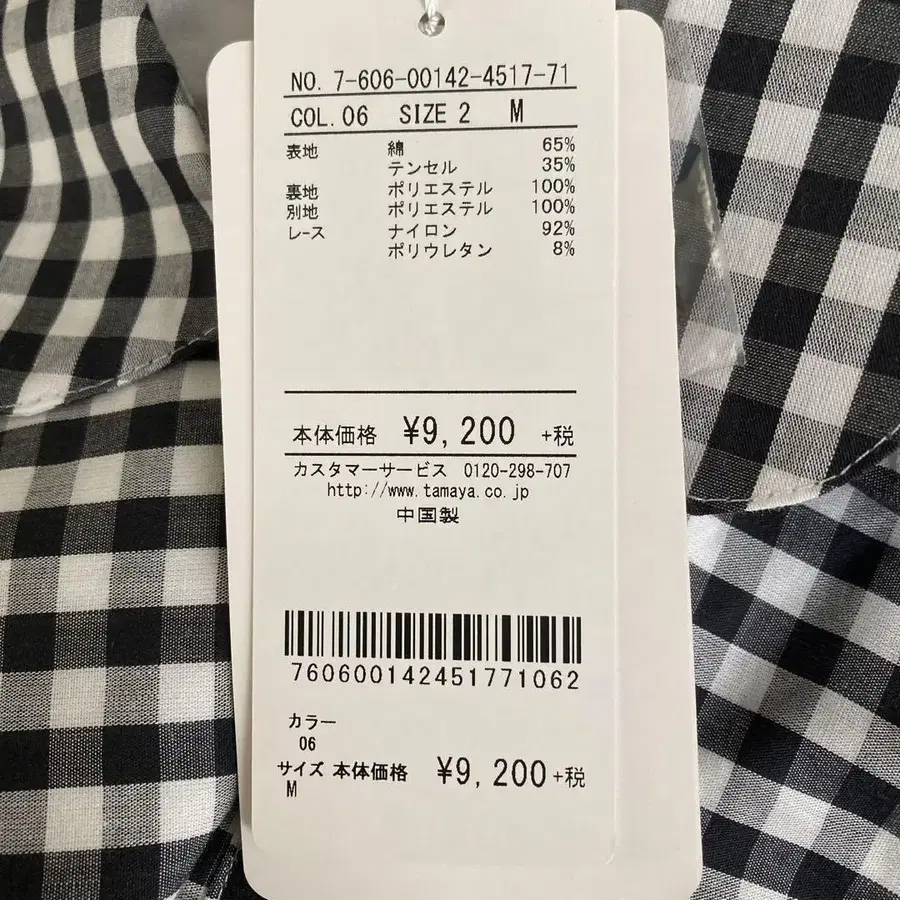 NO. 7-606-00142-4517-71
COL.06 SIZE 2 M
表地 綿 65%
テンセル 35%
裏地 ポリエステル 100%
別地 ポリエステル 100%
レース ナイロン 92%
ポリウレタン 8%
本体価格 ¥9,200 +税
カスタマーサービス 0120-298-707
http://www.tamaya.co.jp
中国製
760600142451771062
カラー
06
サイズ 本体価格 ¥9,200+税
M